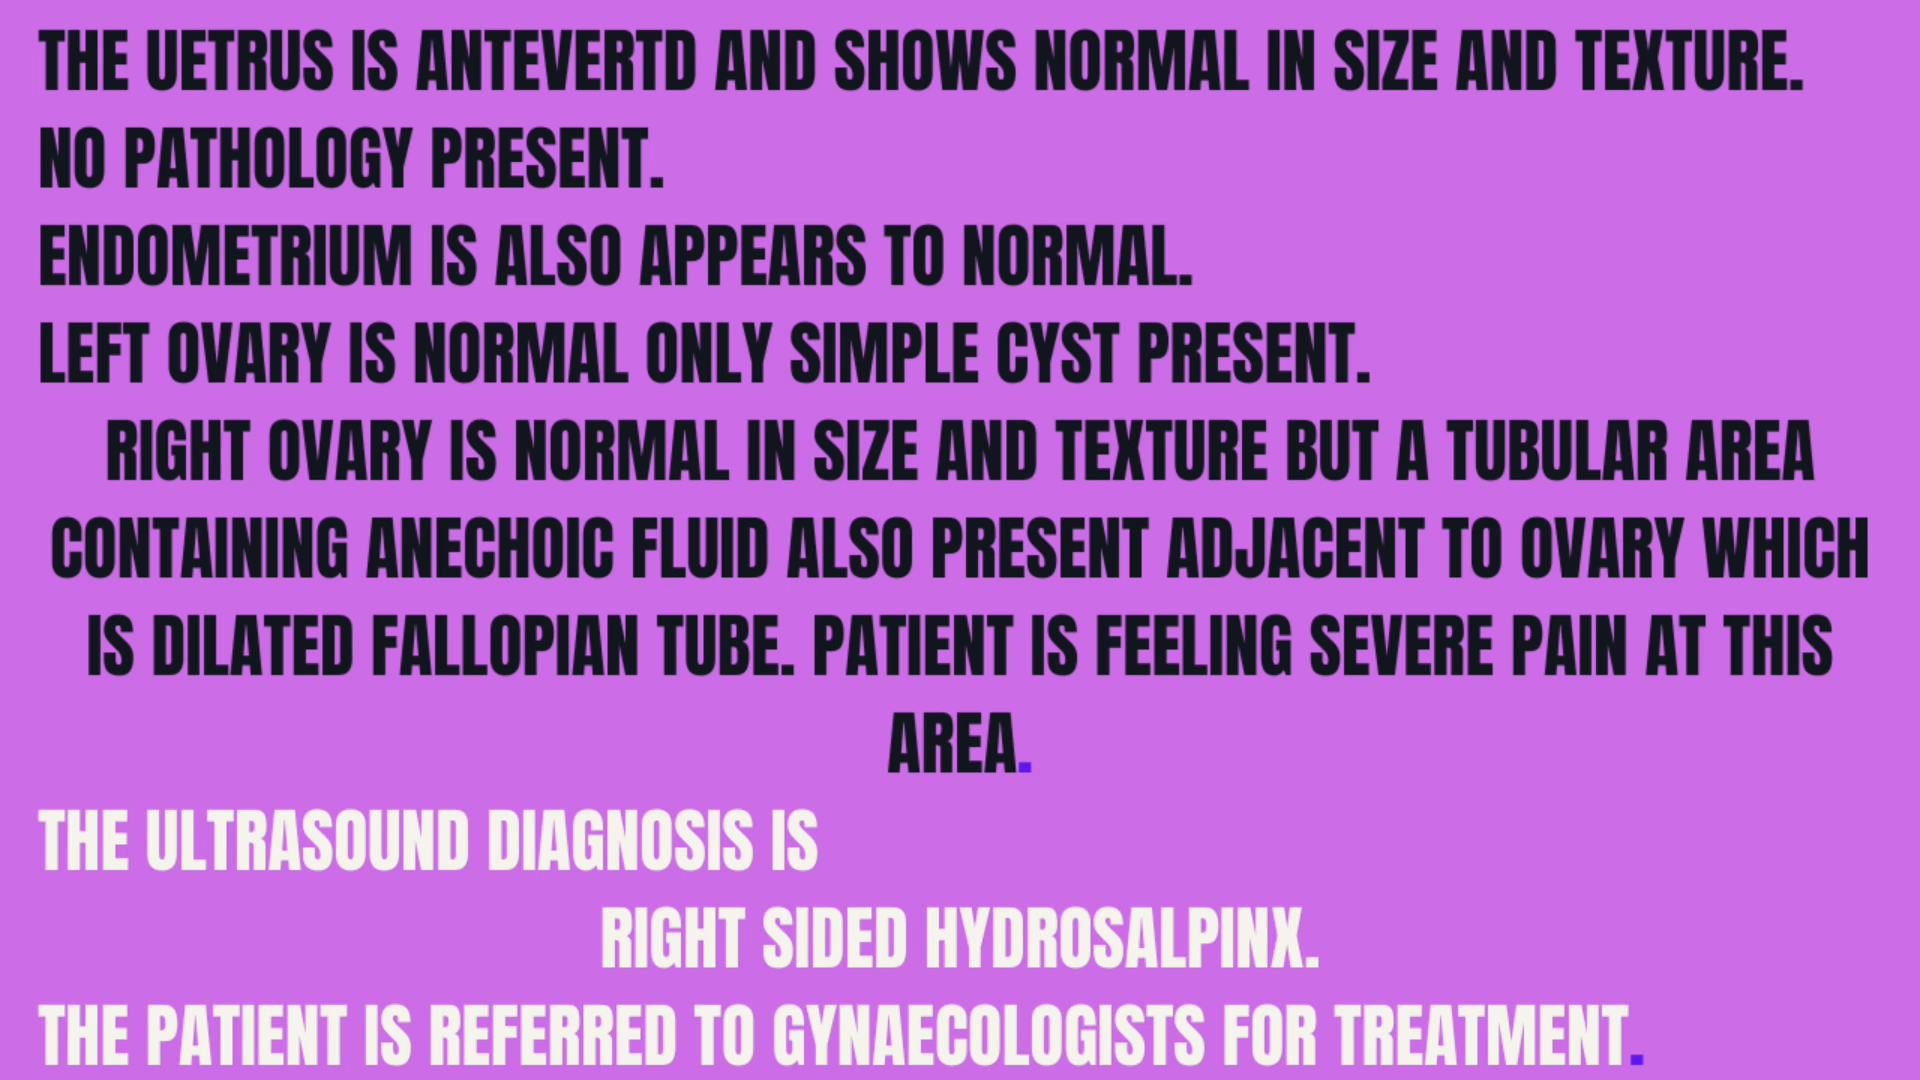 THE UETRUS IS ANTEVERTD AND SHOWS NORMAL IN SIZE AND TEXTURE.
NO PATHOLOGY PRESENT.
ENDOMETRIUM IS ALSO APPEARS TO NORMAL.
LEFT OVARY IS NORMAL ONLY SIMPLE CYST PRESENT.
RIGHT OVARY IS NORMAL IN SIZE AND TEXTURE BUT A TUBULAR AREA
CONTAINING ANECHOIC FLUID ALSO PRESENT ADJACENT TO OVARY WHICH
IS DILATED FALLOPIAN TUBE. PATIENT IS FEELING SEVERE PAIN AT THIS
AREA.
THE ULTRASOUND DIAGNOSIS IS
RIGHT SIDED HYDROSALPINX.
THE PATIENT IS REFERRED TO GYNAECOLOGISTS FOR TREATMENT.